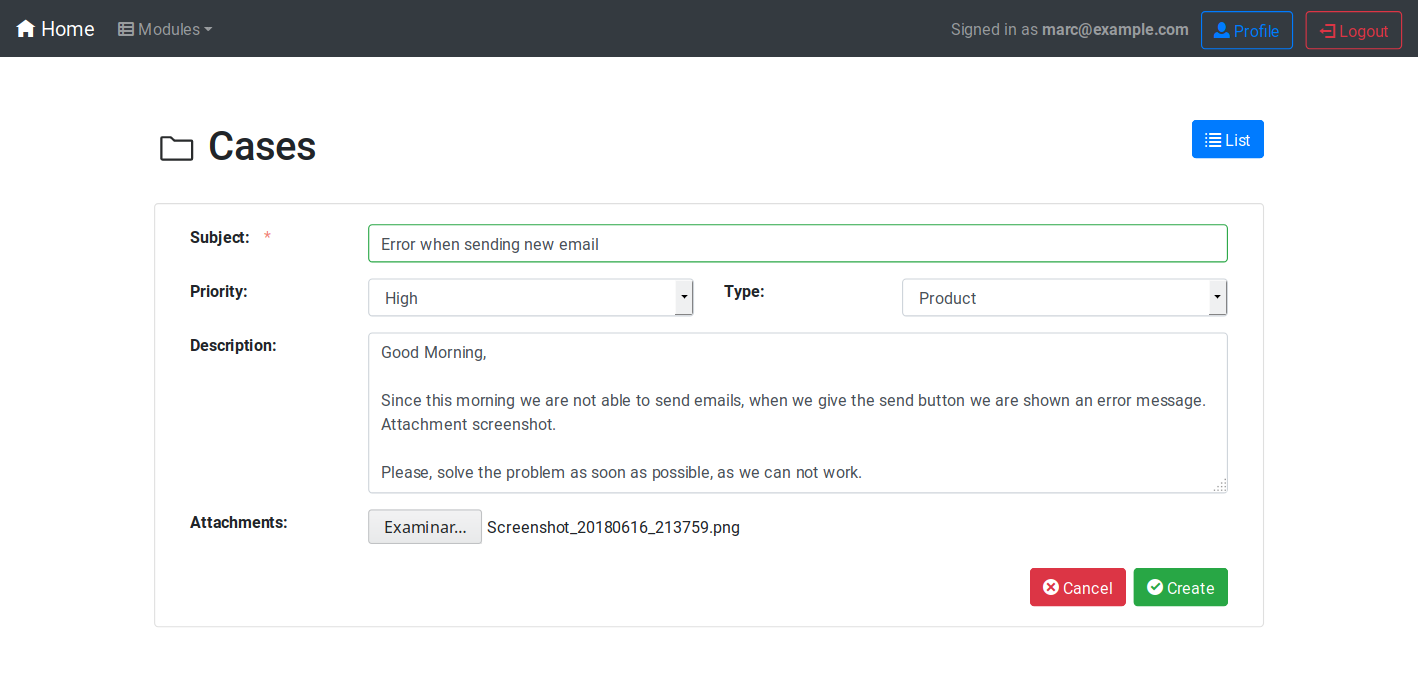 Home Modules Signed in as marc@example.com Profile Logout
Cases List
Subject: * Error when sending new email
Priority: High Type: Product
Description: Good Morning,
Since this morning we are not able to send emails, when we give the send button we are shown an error message.
Attachment screenshot.
Please, solve the problem as soon as possible, as we can not work.
Attachments: Examinar... Screenshot_20180616_213759.png
Cancel Create